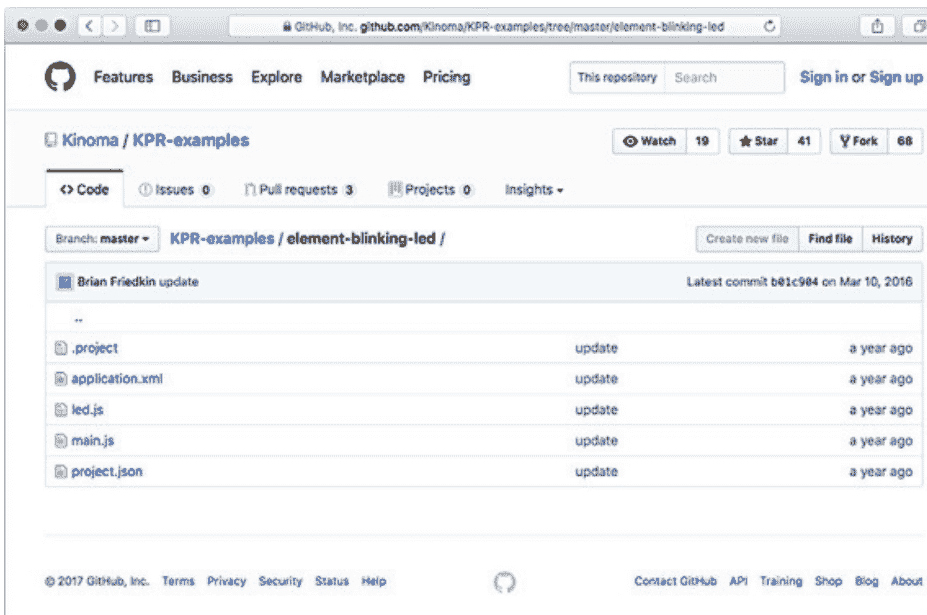 GitHub, Inc. github.com/Kinoma/KPR-examples/tree/master/element-blinking-led
Features Business Explore Marketplace Pricing This repository Search Sign in or Sign up
Kinoma / KPR-examples Watch 19 Star 41 Fork 68
Code Issues 0 Pull requests 3 Projects 0 Insights
Branch: master KPR-examples / element-blinking-led / Create new file Find file History
Brian Friedkin update Latest commit b01c904 on Mar 10, 2016
..
.project update a year ago
application.xml update a year ago
led.js update a year ago
main.js update a year ago
project.json update a year ago
© 2017 GitHub, Inc. Terms Privacy Security Status Help Contact GitHub API Training Shop Blog About